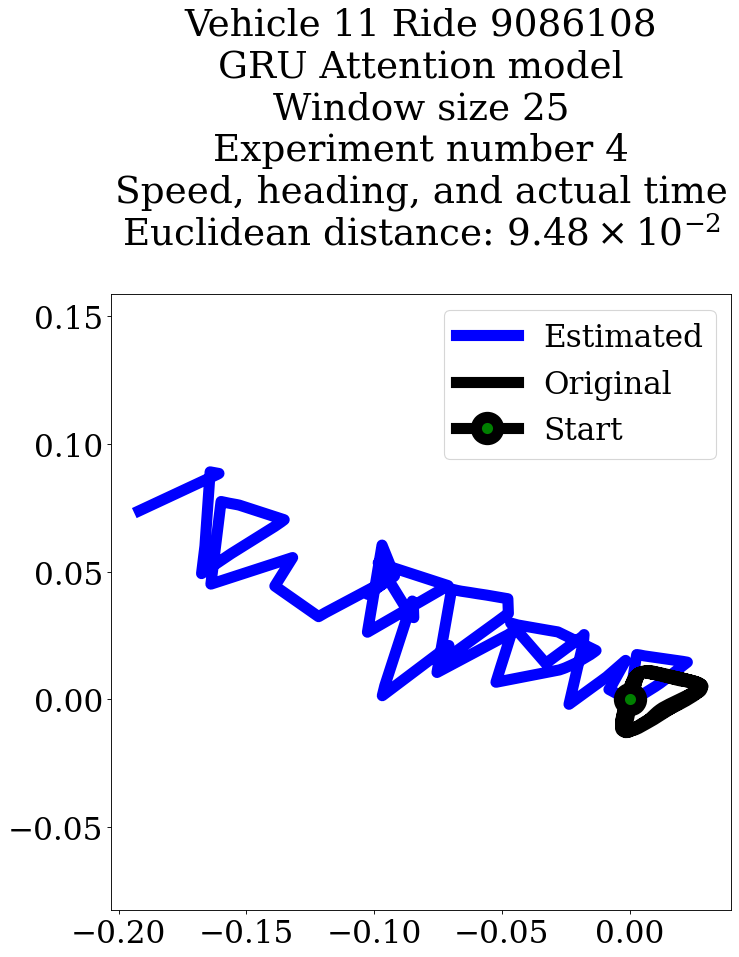 Vehicle 11 Ride 9086108
GRU Attention model
Window size 25
Experiment number 4
Speed, heading, and actual time
Euclidean distance: 9.48 × 10⁻²
Estimated
Original
Start
0.15
0.10
0.05
0.00
−0.05
−0.20 −0.15 −0.10 −0.05 0.00